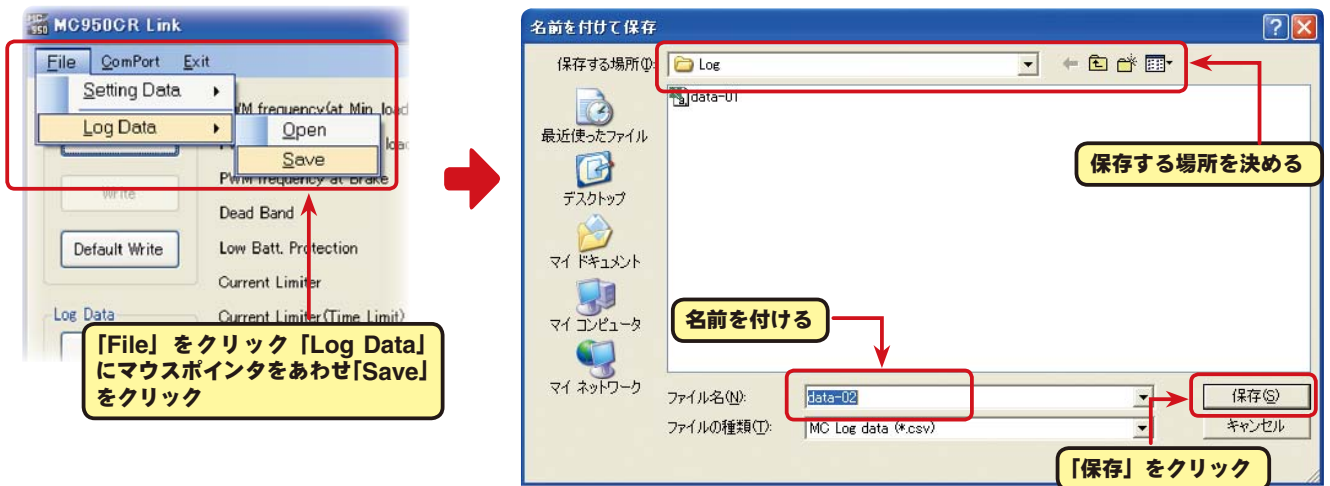 MC950CR Link
File ComPort Exit
Setting Data
Log Data
Open
Save
PWM frequency at Brake
Write
Dead Band
Default Write
Low Batt. Protection
Current Limiter
Log Data
Current Limiter(Time Limit)
「File」をクリック「Log Data」
にマウスポインタをあわせ「Save」
をクリック
名前を付けて保存
保存する場所(I):
Log
data-01
最近使ったファイル
デスクトップ
マイ ドキュメント
マイ コンピュータ
マイ ネットワーク
保存する場所を決める
名前を付ける
ファイル名(N):
data-02
保存(S)
ファイルの種類(T):
MC Log data (*.csv)
キャンセル
「保存」をクリック